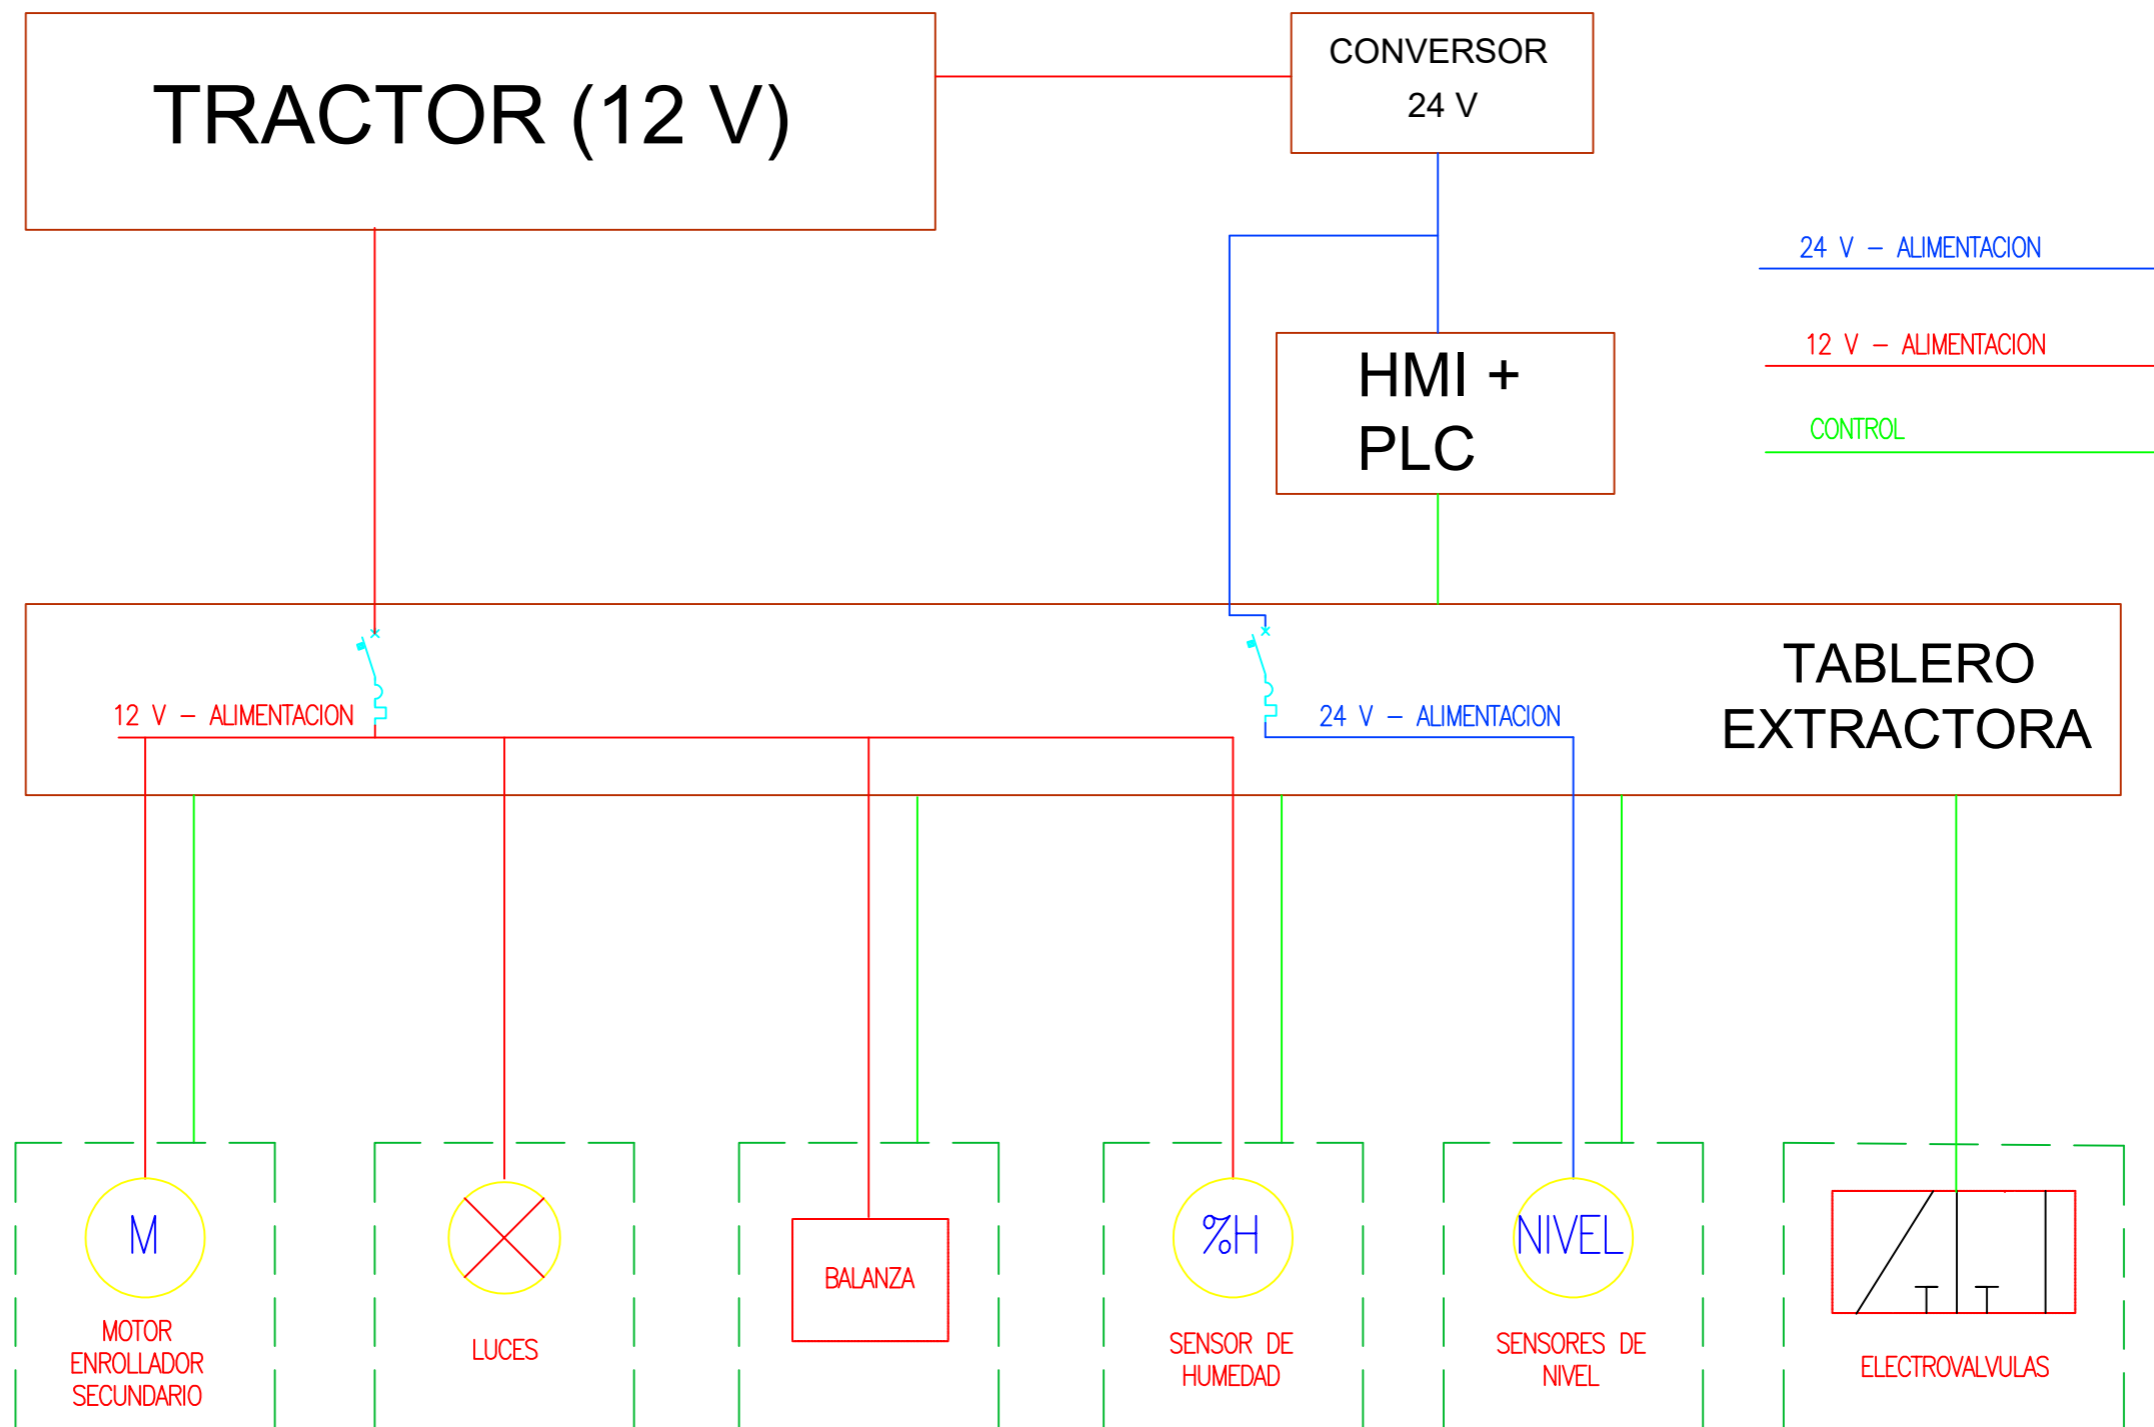 TRACTOR (12 V)
CONVERSOR
24 V
24 V – ALIMENTACION
12 V – ALIMENTACION
CONTROL
HMI +
PLC
TABLERO
EXTRACTORA
12 V – ALIMENTACION
24 V – ALIMENTACION
M
MOTOR
ENROLLADOR
SECUNDARIO
LUCES
BALANZA
%H
SENSOR DE
HUMEDAD
NIVEL
SENSORES DE
NIVEL
ELECTROVALVULAS